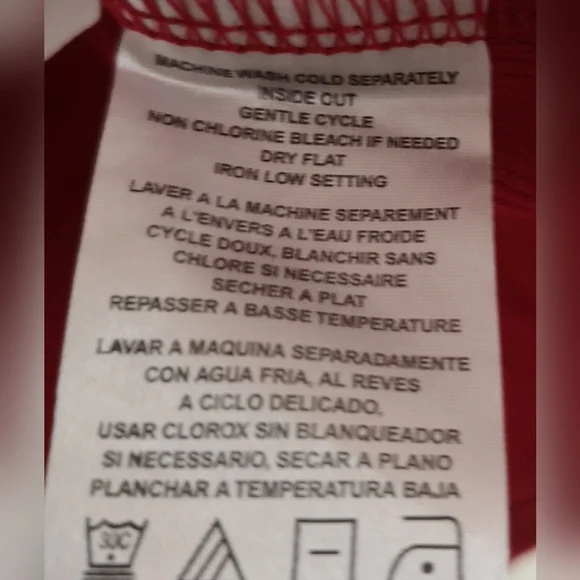 MACHINE WASH COLD SEPARATELY
INSIDE OUT
GENTLE CYCLE
NON CHLORINE BLEACH IF NEEDED
DRY FLAT
IRON LOW SETTING
LAVER A LA MACHINE SEPAREMENT
A L'ENVERS A L'EAU FROIDE
CYCLE DOUX, BLANCHIR SANS
CHLORE SI NECESSAIRE
SECHER A PLAT
REPASSER A BASSE TEMPERATURE
LAVAR A MAQUINA SEPARADAMENTE
CON AGUA FRIA, AL REVES
A CICLO DELICADO,
USAR CLOROX SIN BLANQUEADOR
SI NECESSARIO, SECAR A PLANO
PLANCHAR A TEMPERATURA BAJA
30C